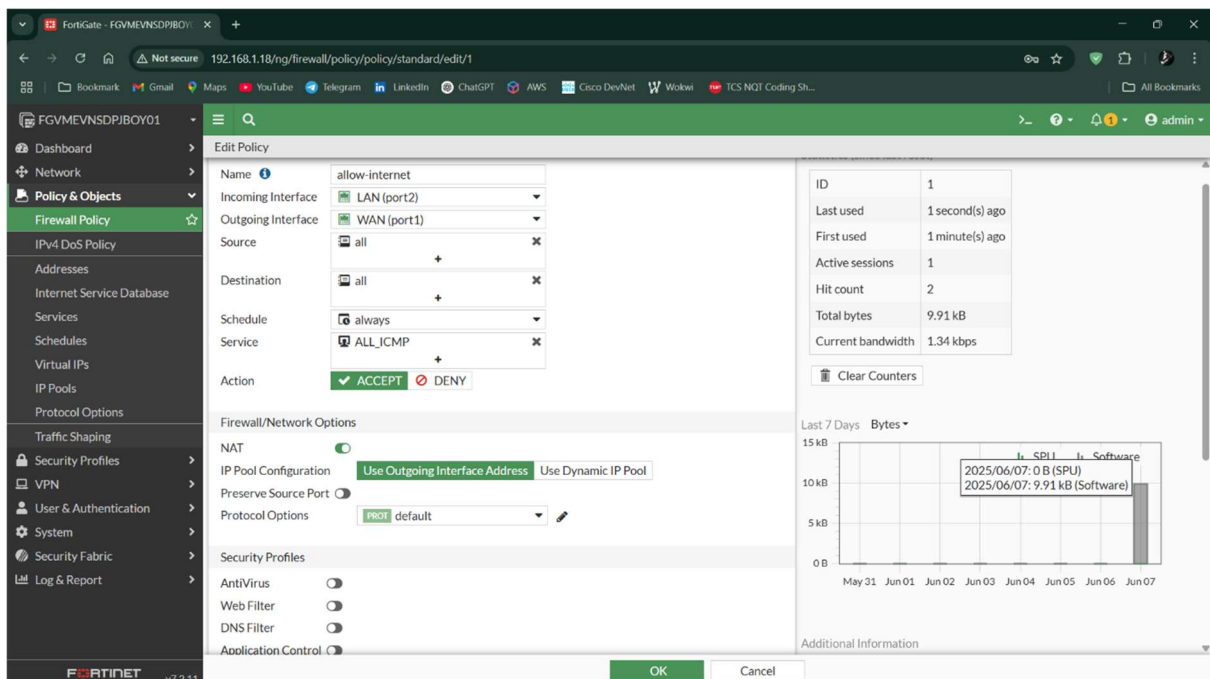 FortiGate - FGVMEVNSDPJBOY
Not secure 192.168.1.18/ng/firewall/policy/policy/standard/edit/1
Bookmark Gmail Maps YouTube Telegram LinkedIn ChatGPT AWS Cisco DevNet Wokwi TCS NQT Coding Sh... All Bookmarks
FGVMEVNSDPJBOY01
>_ 1 admin
Dashboard
Network
Policy & Objects
Firewall Policy
IPv4 DoS Policy
Addresses
Internet Service Database
Services
Schedules
Virtual IPs
IP Pools
Protocol Options
Traffic Shaping
Security Profiles
VPN
User & Authentication
System
Security Fabric
Log & Report
FORTINET
Edit Policy
Name allow-internet
Incoming Interface LAN (port2)
Outgoing Interface WAN (port1)
Source all
+
Destination all
+
Schedule always
Service ALL_ICMP
+
Action ACCEPT DENY
Firewall/Network Options
NAT
IP Pool Configuration Use Outgoing Interface Address Use Dynamic IP Pool
Preserve Source Port
Protocol Options PROT default
Security Profiles
AntiVirus
Web Filter
DNS Filter
Application Control
OK Cancel
ID 1
Last used 1 second(s) ago
First used 1 minute(s) ago
Active sessions 1
Hit count 2
Total bytes 9.91 kB
Current bandwidth 1.34 kbps
Clear Counters
Last 7 Days Bytes
15 kB
SPU Software
2025/06/07: 0 B (SPU)
2025/06/07: 9.91 kB (Software)
10 kB
5 kB
0 B
May 31 Jun 01 Jun 02 Jun 03 Jun 04 Jun 05 Jun 06 Jun 07
Additional Information